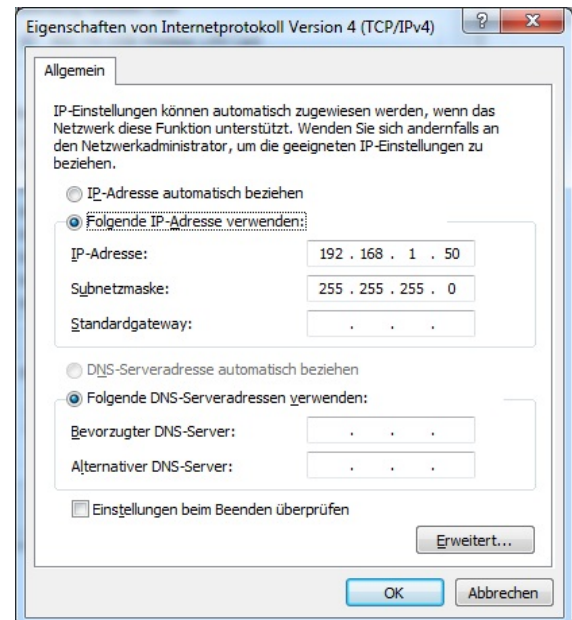 Eigenschaften von Internetprotokoll Version 4 (TCP/IPv4)
?
Allgemein
IP-Einstellungen können automatisch zugewiesen werden, wenn das
Netzwerk diese Funktion unterstützt. Wenden Sie sich andernfalls an
den Netzwerkadministrator, um die geeigneten IP-Einstellungen zu
beziehen.
IP-Adresse automatisch beziehen
Folgende IP-Adresse verwenden:
IP-Adresse: 192 . 168 . 1 . 50
Subnetzmaske: 255 . 255 . 255 . 0
Standardgateway: . . .
DNS-Serveradresse automatisch beziehen
Folgende DNS-Serveradressen verwenden:
Bevorzugter DNS-Server: . . .
Alternativer DNS-Server: . . .
Einstellungen beim Beenden überprüfen
Erweitert...
OK Abbrechen